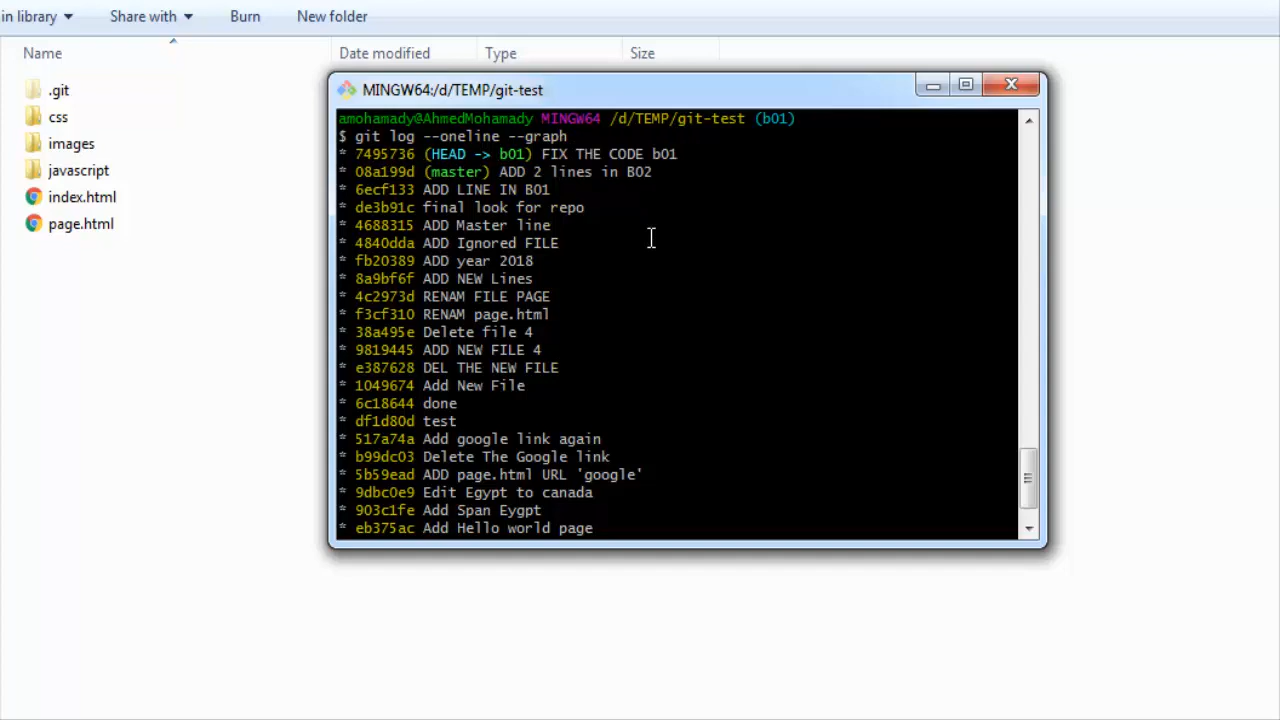 in library Share with Burn New folder
Name Date modified Type Size
.git
css
images
javascript
index.html
page.html
MINGW64:/d/TEMP/git-test
amohamady@AhmedMohamady MINGW64 /d/TEMP/git-test (b01)
$ git log --oneline --graph
* 7495736 (HEAD -> b01) FIX THE CODE b01
* 08a199d (master) ADD 2 lines in B02
* 6ecf133 ADD LINE IN B01
* de3b91c final look for repo
* 4688315 ADD Master line
* 4840dda ADD Ignored FILE
* fb20389 ADD year 2018
* 8a9bf6f ADD NEW Lines
* 4c2973d RENAM FILE PAGE
* f3cf310 RENAM page.html
* 38a495e Delete file 4
* 9819445 ADD NEW FILE 4
* e387628 DEL THE NEW FILE
* 1049674 Add New File
* 6c18644 done
* df1d80d test
* 517a74a Add google link again
* b99dc03 Delete The Google link
* 5b59ead ADD page.html URL 'google'
* 9dbc0e9 Edit Egypt to canada
* 903c1fe Add Span Eygpt
* eb375ac Add Hello world page